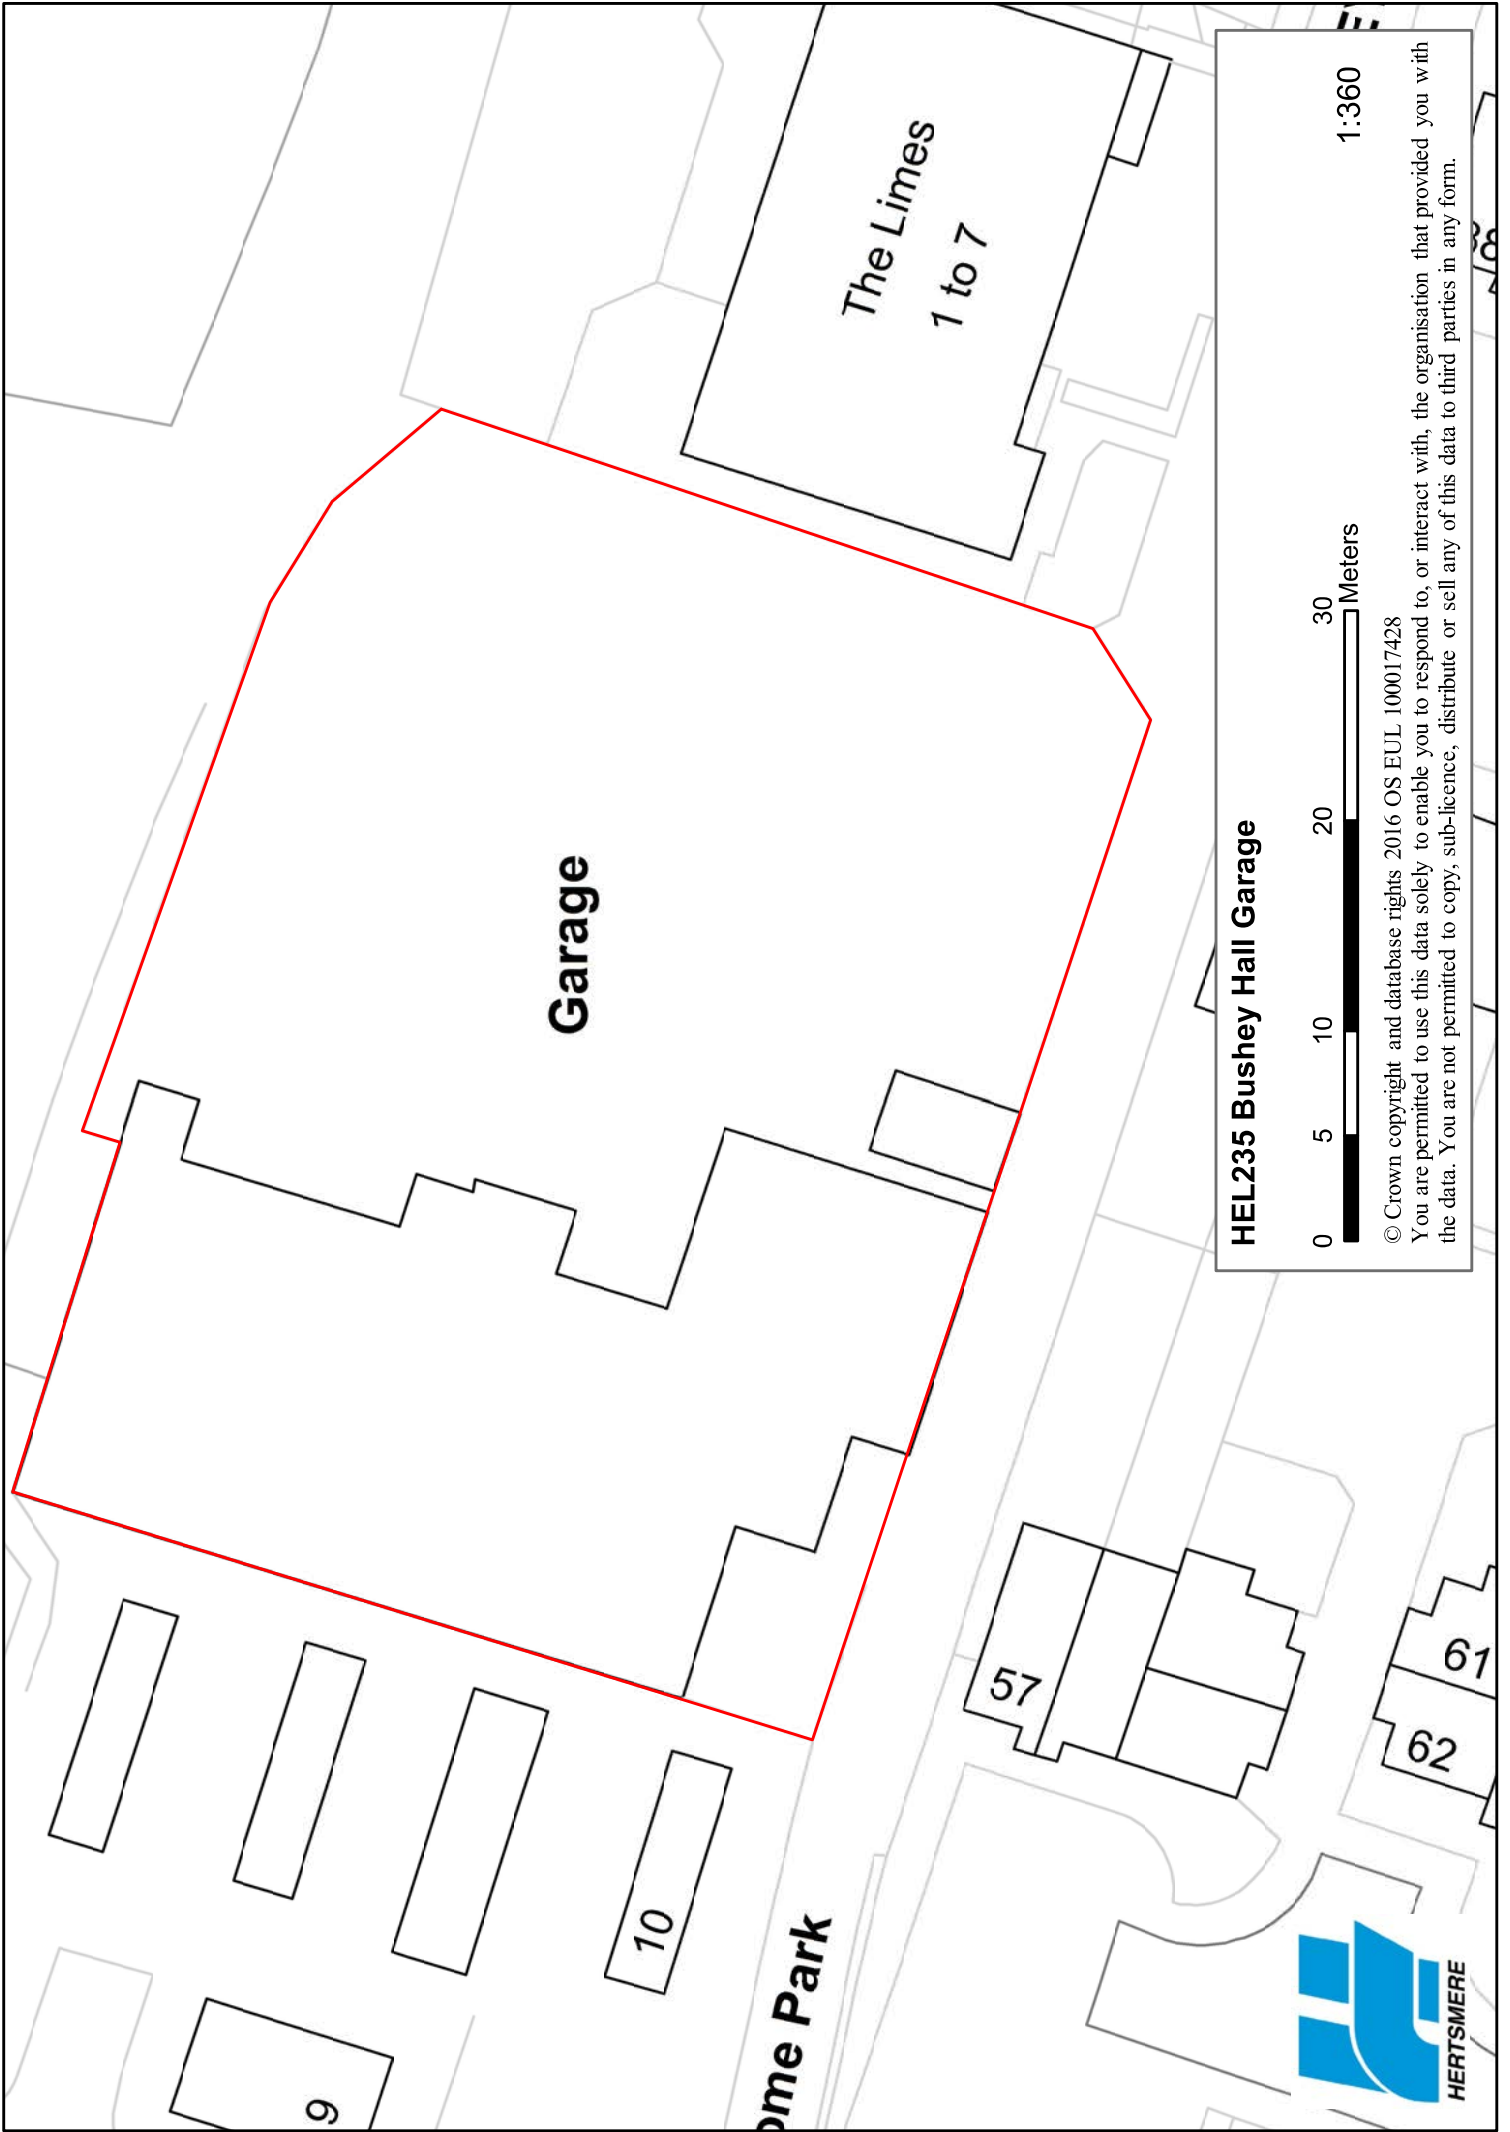 The Limes
1 to 7
Garage
10
9
ome Park
57
61
62
HEL235 Bushey Hall Garage
1:360
0 5 10 20 30
Meters
© Crown copyright and database rights 2016 OS EUL 100017428
You are permitted to use this data solely to enable you to respond to, or interact with, the organisation that provided you with
the data. You are not permitted to copy, sub-licence, distribute or sell any of this data to third parties in any form.
HERTSMERE